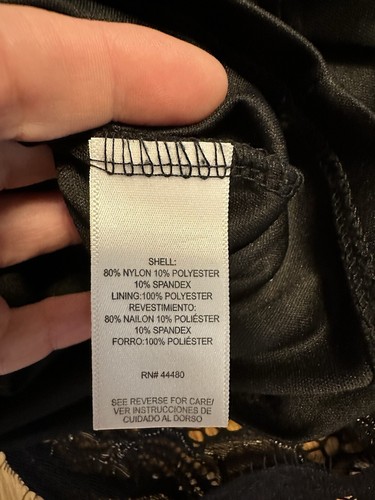 SHELL:
80% NYLON 10% POLYESTER
10% SPANDEX
LINING:100% POLYESTER
REVESTIMIENTO:
80% NAILON 10% POLIÉSTER
10% SPANDEX
FORRO:100% POLIÉSTER
RN# 44480
SEE REVERSE FOR CARE/
VER INSTRUCCIONES DE
CUIDADO AL DORSO